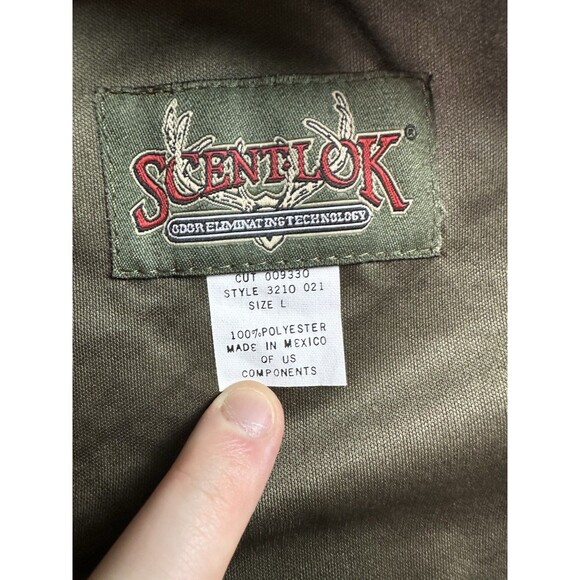 SCENT-LOK®
ODOR ELIMINATING TECHNOLOGY
CUT 009330
STYLE 3210 021
SIZE L
100% POLYESTER
MADE IN MEXICO
OF US
COMPONENTS